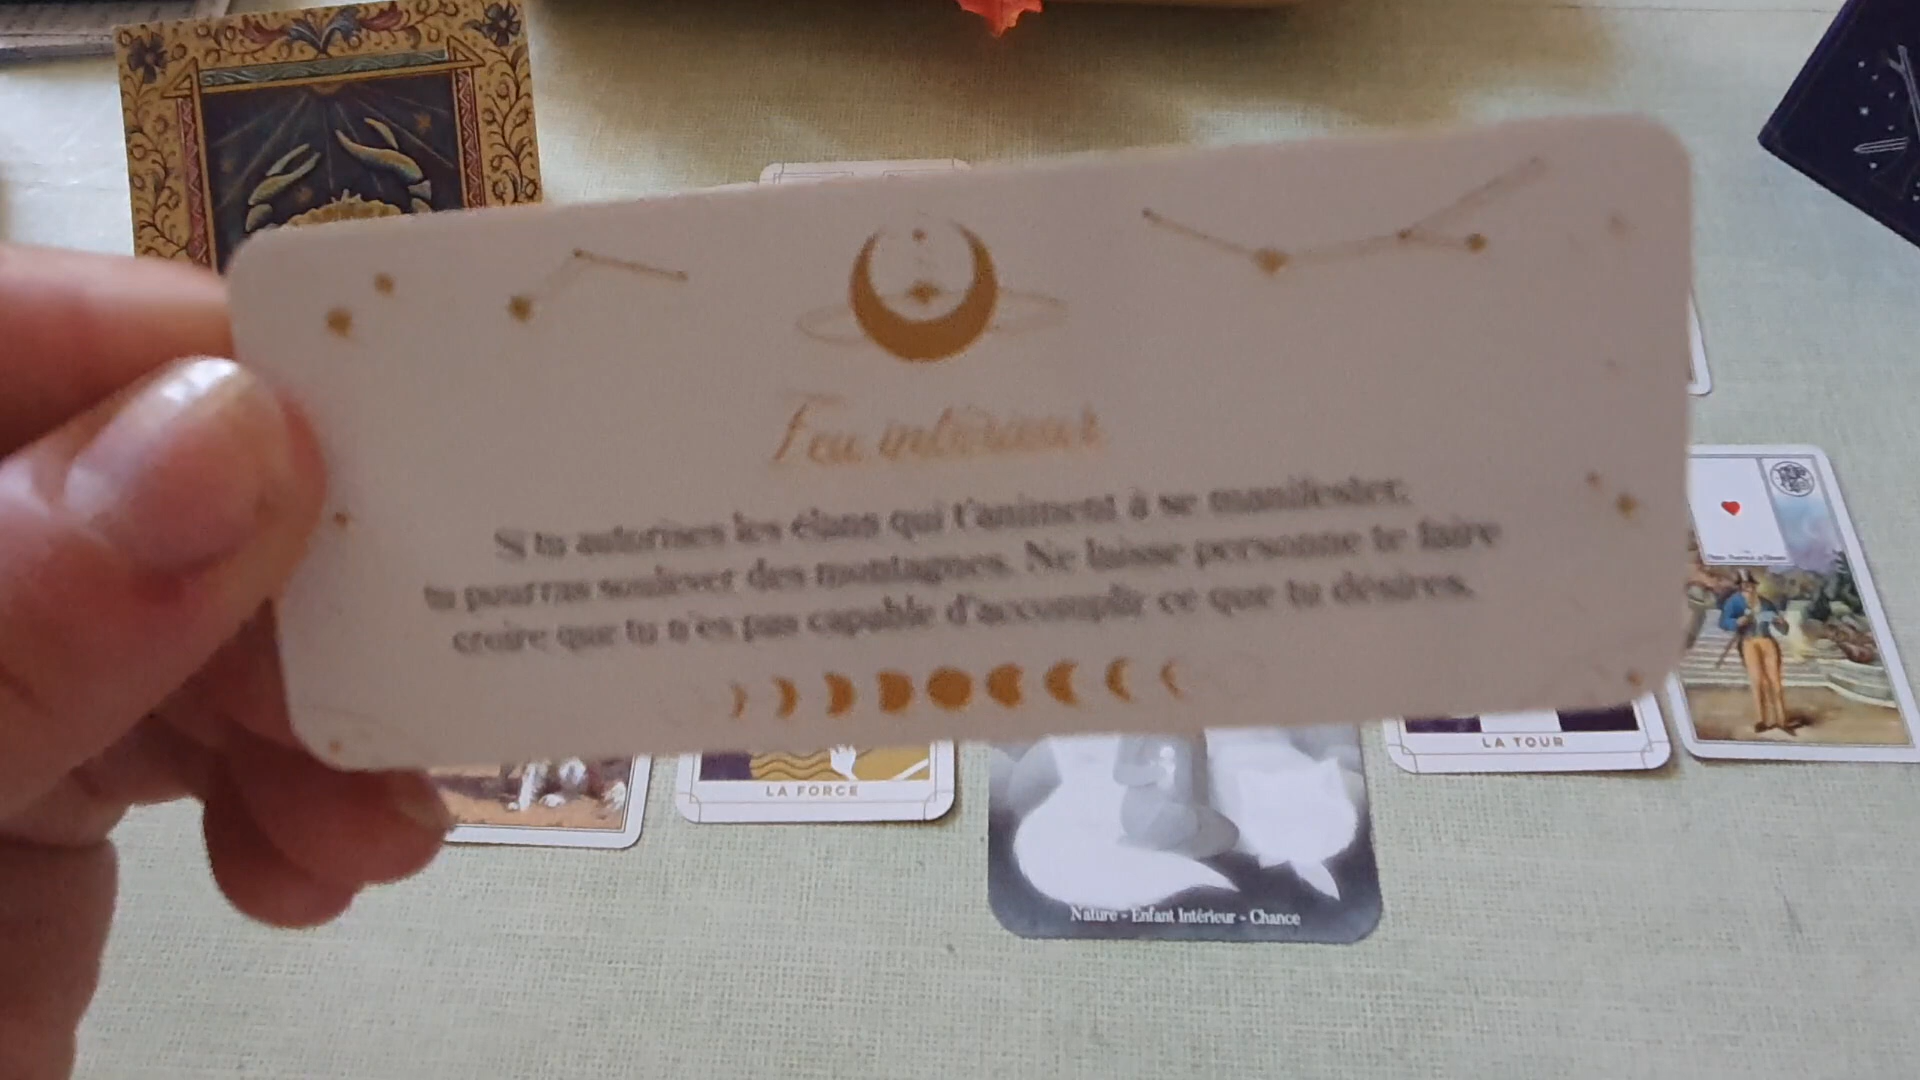 Feu intérieur
Si tu autorises les élans qui t'animent à se manifester,
tu pourras soulever des montagnes. Ne laisse personne te faire
croire que tu n'es pas capable d'accomplir ce que tu désires.
LA FORCE
LA TOUR
Nature - Enfant Intérieur - Chance